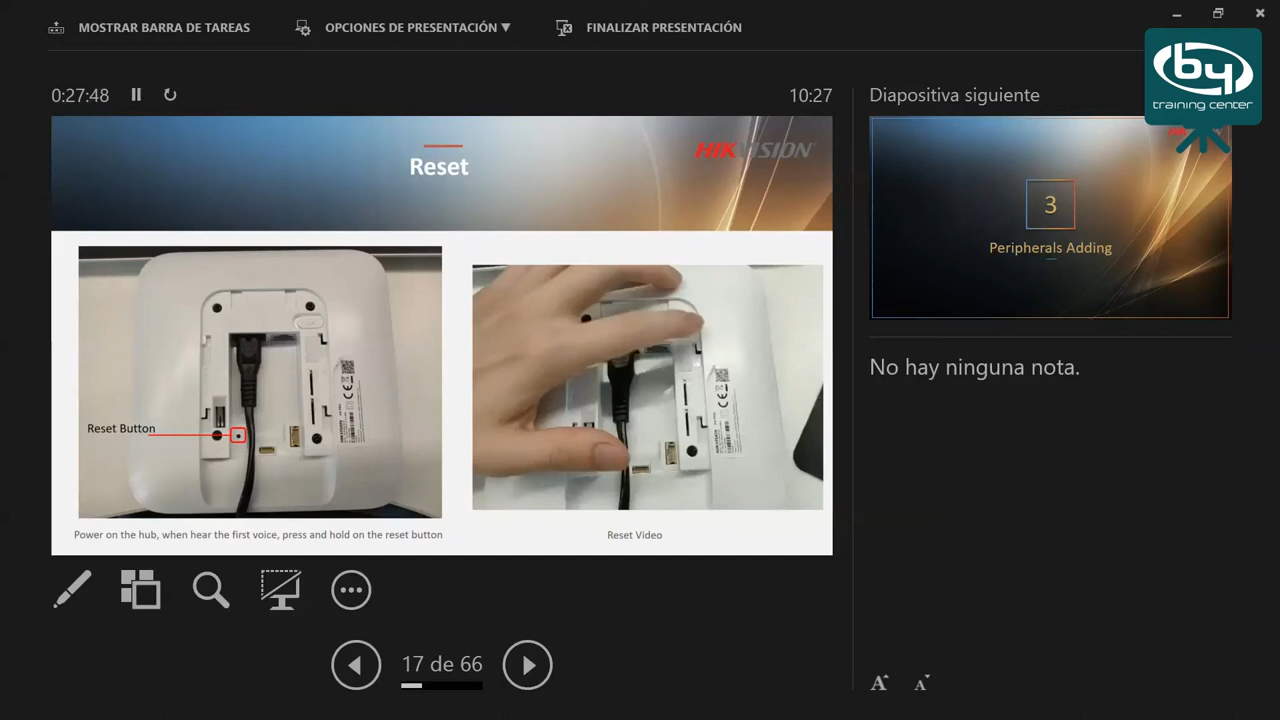 MOSTRAR BARRA DE TAREAS
OPCIONES DE PRESENTACIÓN ▼
FINALIZAR PRESENTACIÓN
by
training center
0:27:48
10:27
Diapositiva siguiente
Reset
HIKVISION
3
Peripherals Adding
No hay ninguna nota.
Reset Button
Power on the hub, when hear the first voice, press and hold on the reset button
Reset Video
17 de 66
A
A